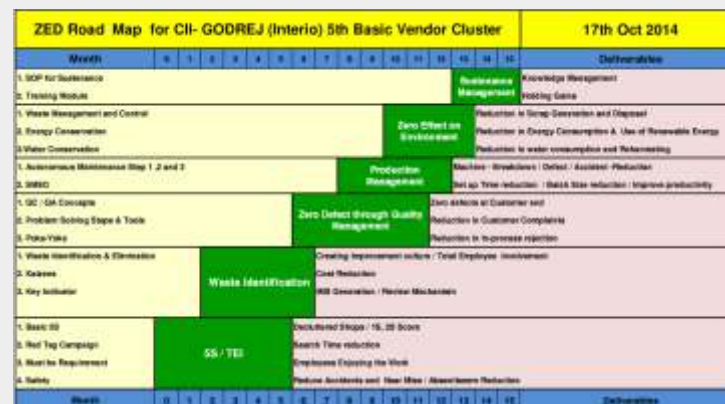 ZED Road Map for CII- GODREJ (Interio) 5th Basic Vendor Cluster 17th Oct 2014
Month 0 1 2 3 4 5 6 7 8 9 10 11 12 13 14 15 Deliverables
1. SOP for Sustenance
2. Training Module
Sustenance
Management
Knowledge Management
Holding Gains
1. Waste Management and Control
2. Energy Conservation
3.Water Conservation
Zero Effect on
Environment
Reduction in Scrap Generation and Disposal
Reduction in Energy Consumption & Use of Renewable Energy
Reduction in water consumption and Reharvesting
1. Autonomous Maintenance Step 1 ,2 and 3
2. SMED
Production
Management
Machine - Breakdown / Defect / Accident -Reduction
Set up Time reduction / Batch Size reduction / Improve productivity
1. QC / QA Concepts
2. Problem Solving Steps & Tools
3. Poka-Yoke
Zero Defect through Quality
Management
Zero defects at Customer end
Reduction in Customer Complaints
Reduction in In-process rejection
1. Waste Identification & Elimination
2. Kaizens
3. Key Indicator
Waste Identification
Creating Improvement culture / Total Employee Involvement
Cost Reduction
MIS Generation / Review Mechanism
1. Basic 5S
2. Red Tag Campaign
3. Must be Requirement
4. Safety
5S / TEI
Decluttered Shops / 1S, 2S Score
Search Time reduction
Employees Enjoying the Work
Reduce Accidents and Near Miss / Absenteeism Reduction
Month 0 1 2 3 4 5 6 7 8 9 10 11 12 13 14 15 Deliverables